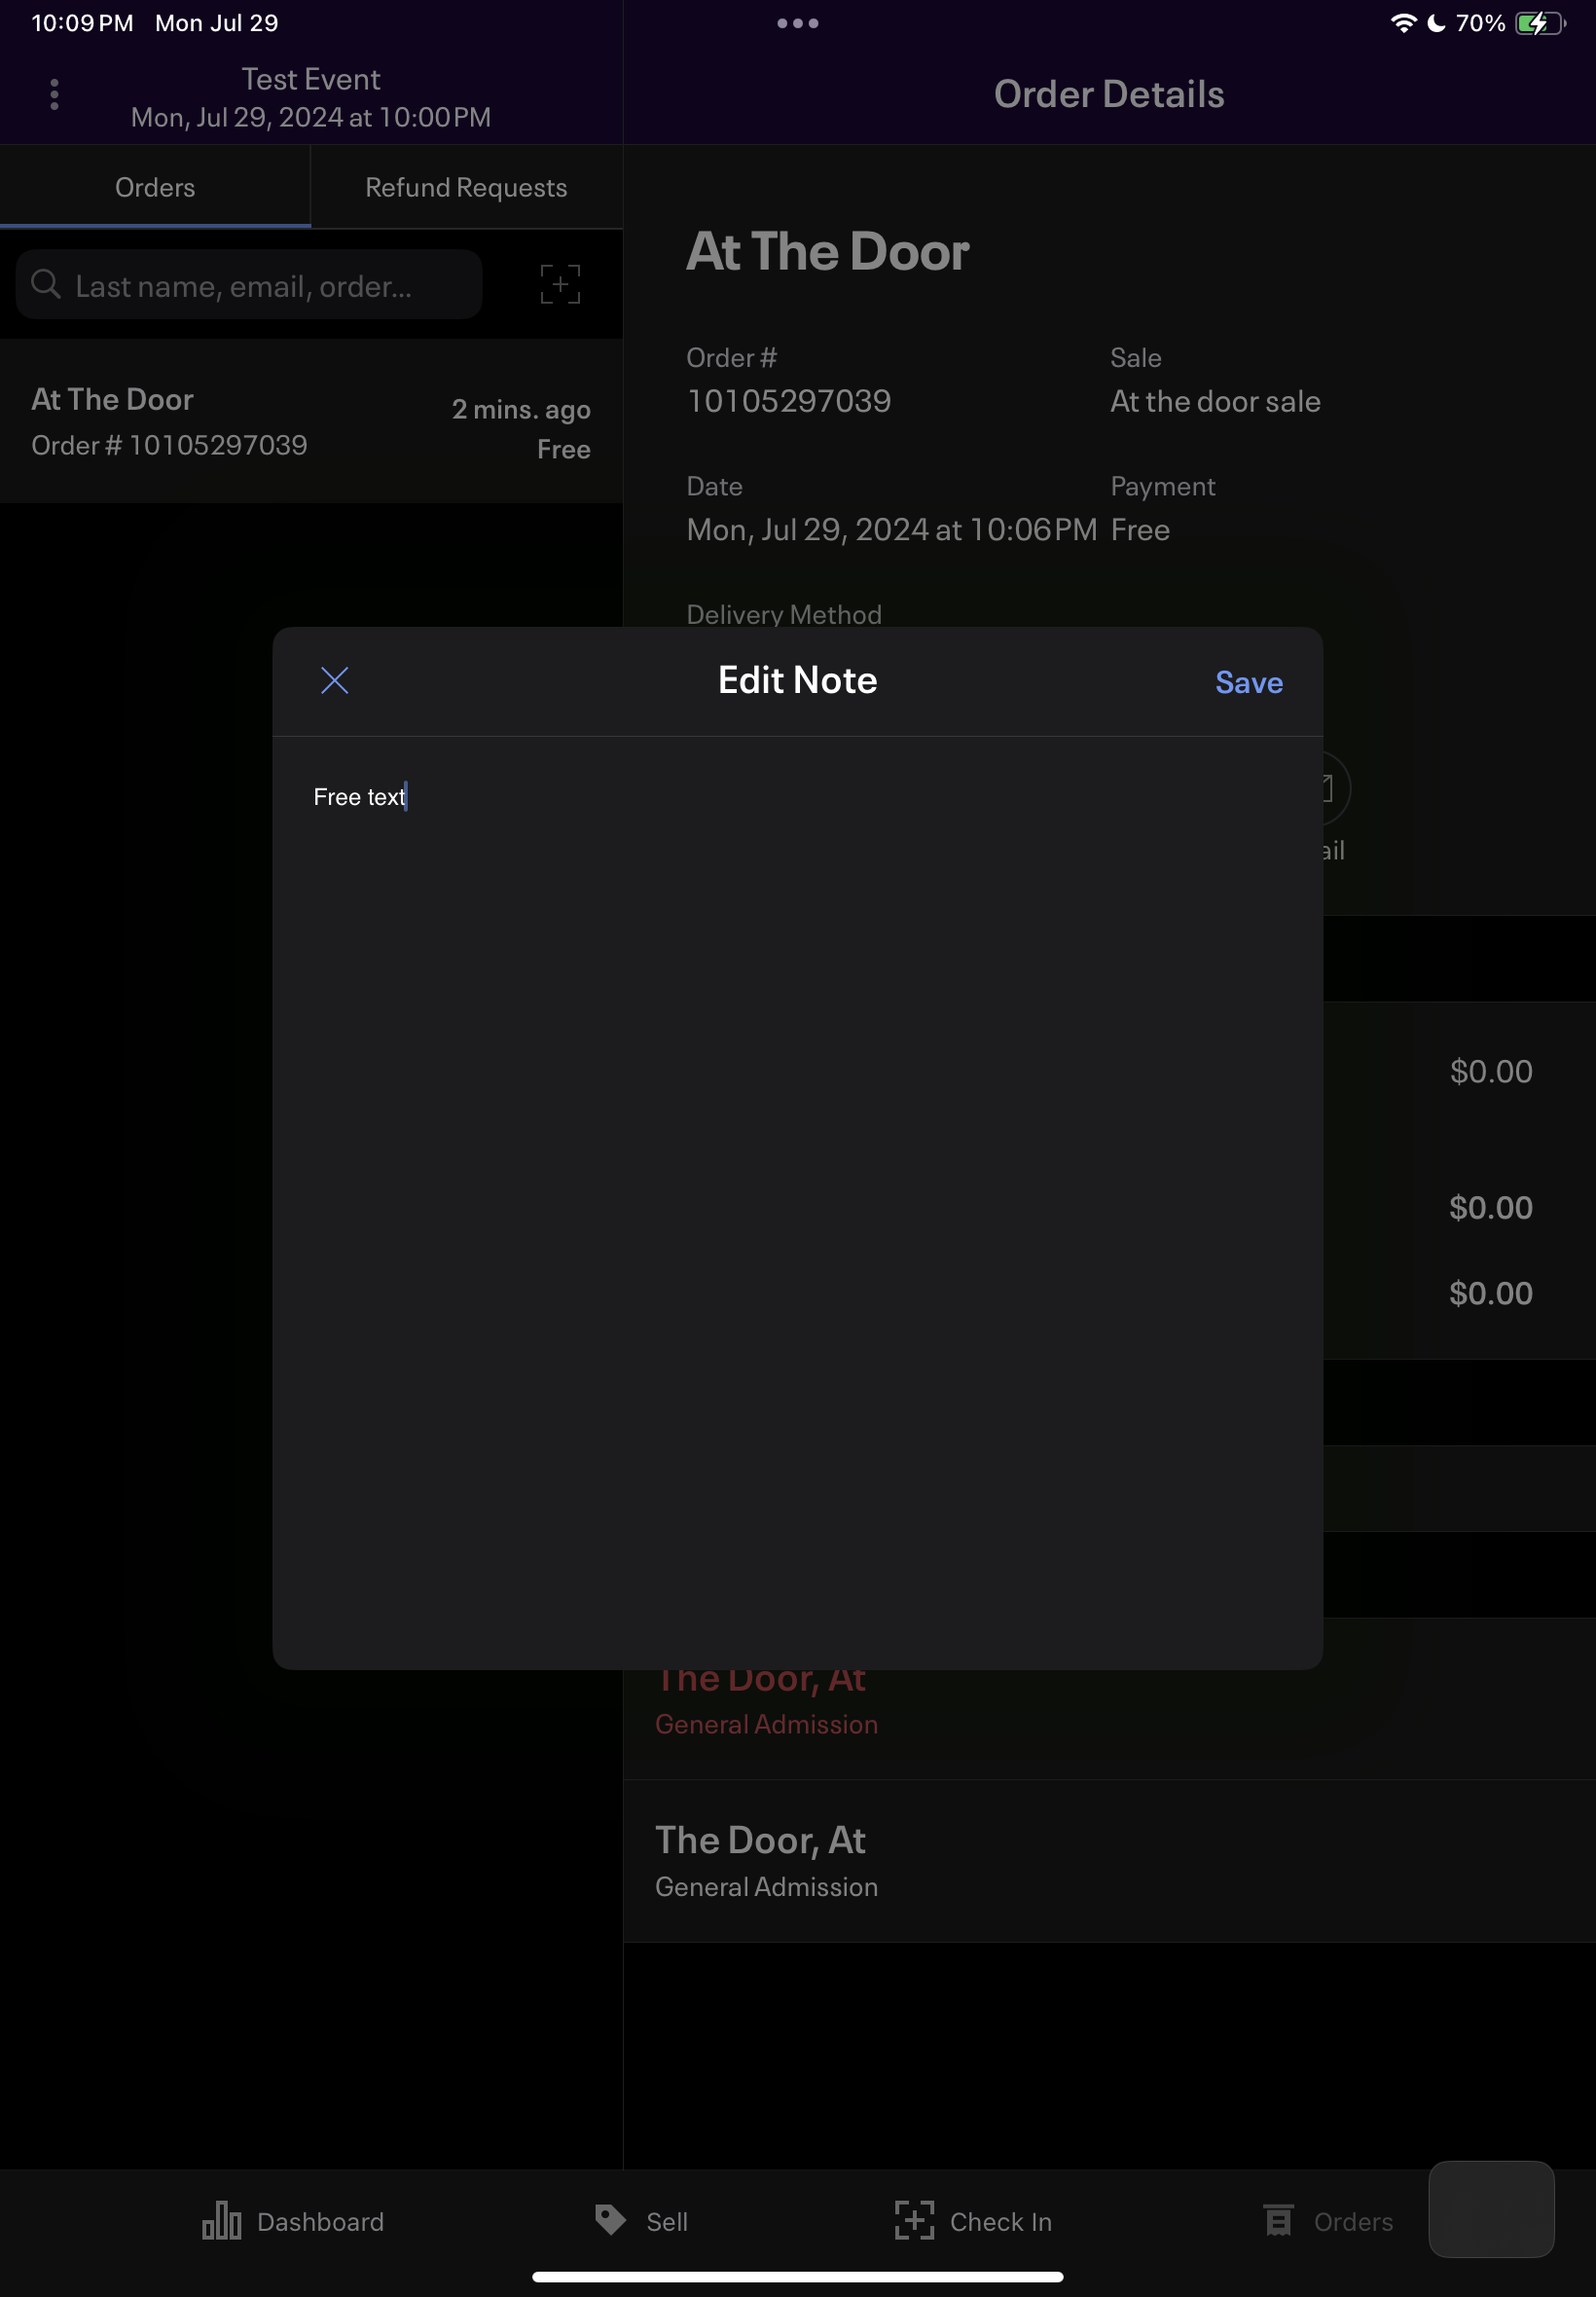 10:09 PM Mon Jul 29
70%
Test Event
Mon, Jul 29, 2024 at 10:00 PM
Orders
Refund Requests
Last name, email, order...
At The Door
2 mins. ago
Order # 10105297039
Free
Order Details
At The Door
Order #
Sale
10105297039
At the door sale
Date
Payment
Mon, Jul 29, 2024 at 10:06 PM
Free
Delivery Method
Edit Note
Save
Free text
ail
$0.00
$0.00
$0.00
The Door, At
General Admission
The Door, At
General Admission
Dashboard
Sell
Check In
Orders